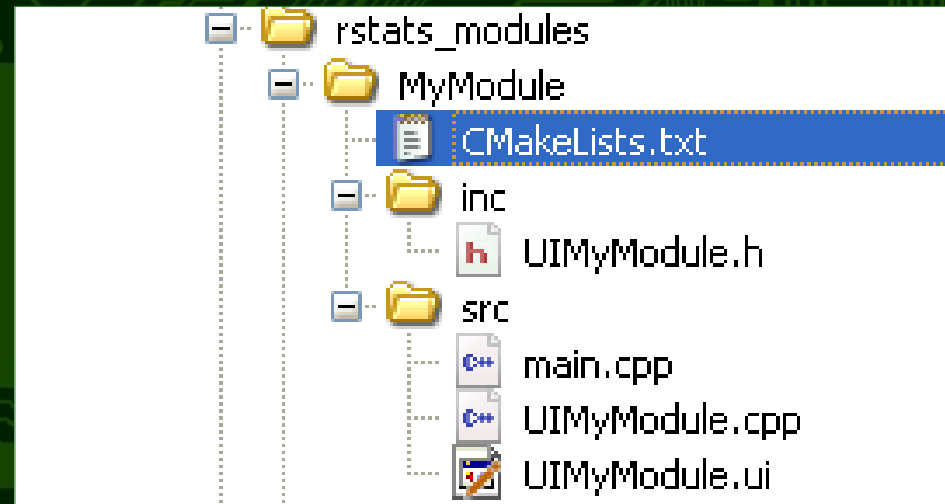 rstats_modules
MyModule
CMakeLists.txt
inc
h UIMyModule.h
src
C++ main.cpp
C++ UIMyModule.cpp
UIMyModule.ui